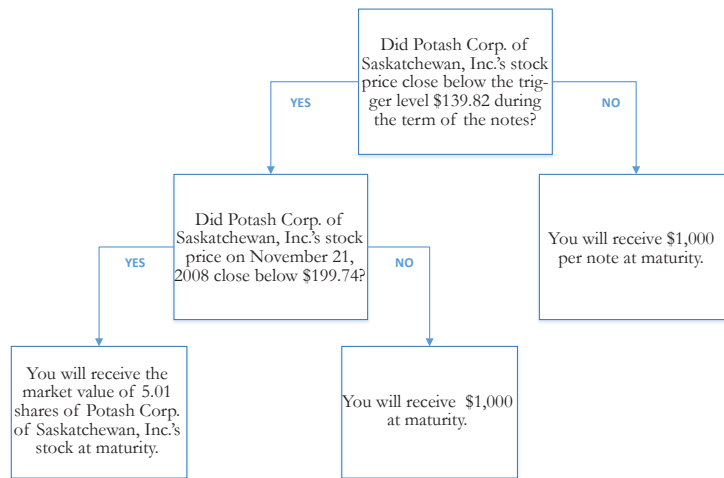 Did Potash Corp. of
Saskatchewan, Inc.'s stock
price close below the trig-
ger level $139.82 during
the term of the notes?
YES
NO
Did Potash Corp. of
Saskatchewan, Inc.'s stock
price on November 21,
2008 close below $199.74?
You will receive $1,000
per note at maturity.
YES
NO
You will receive the
market value of 5.01
shares of Potash Corp.
of Saskatchewan, Inc.'s
stock at maturity.
You will receive $1,000
at maturity.